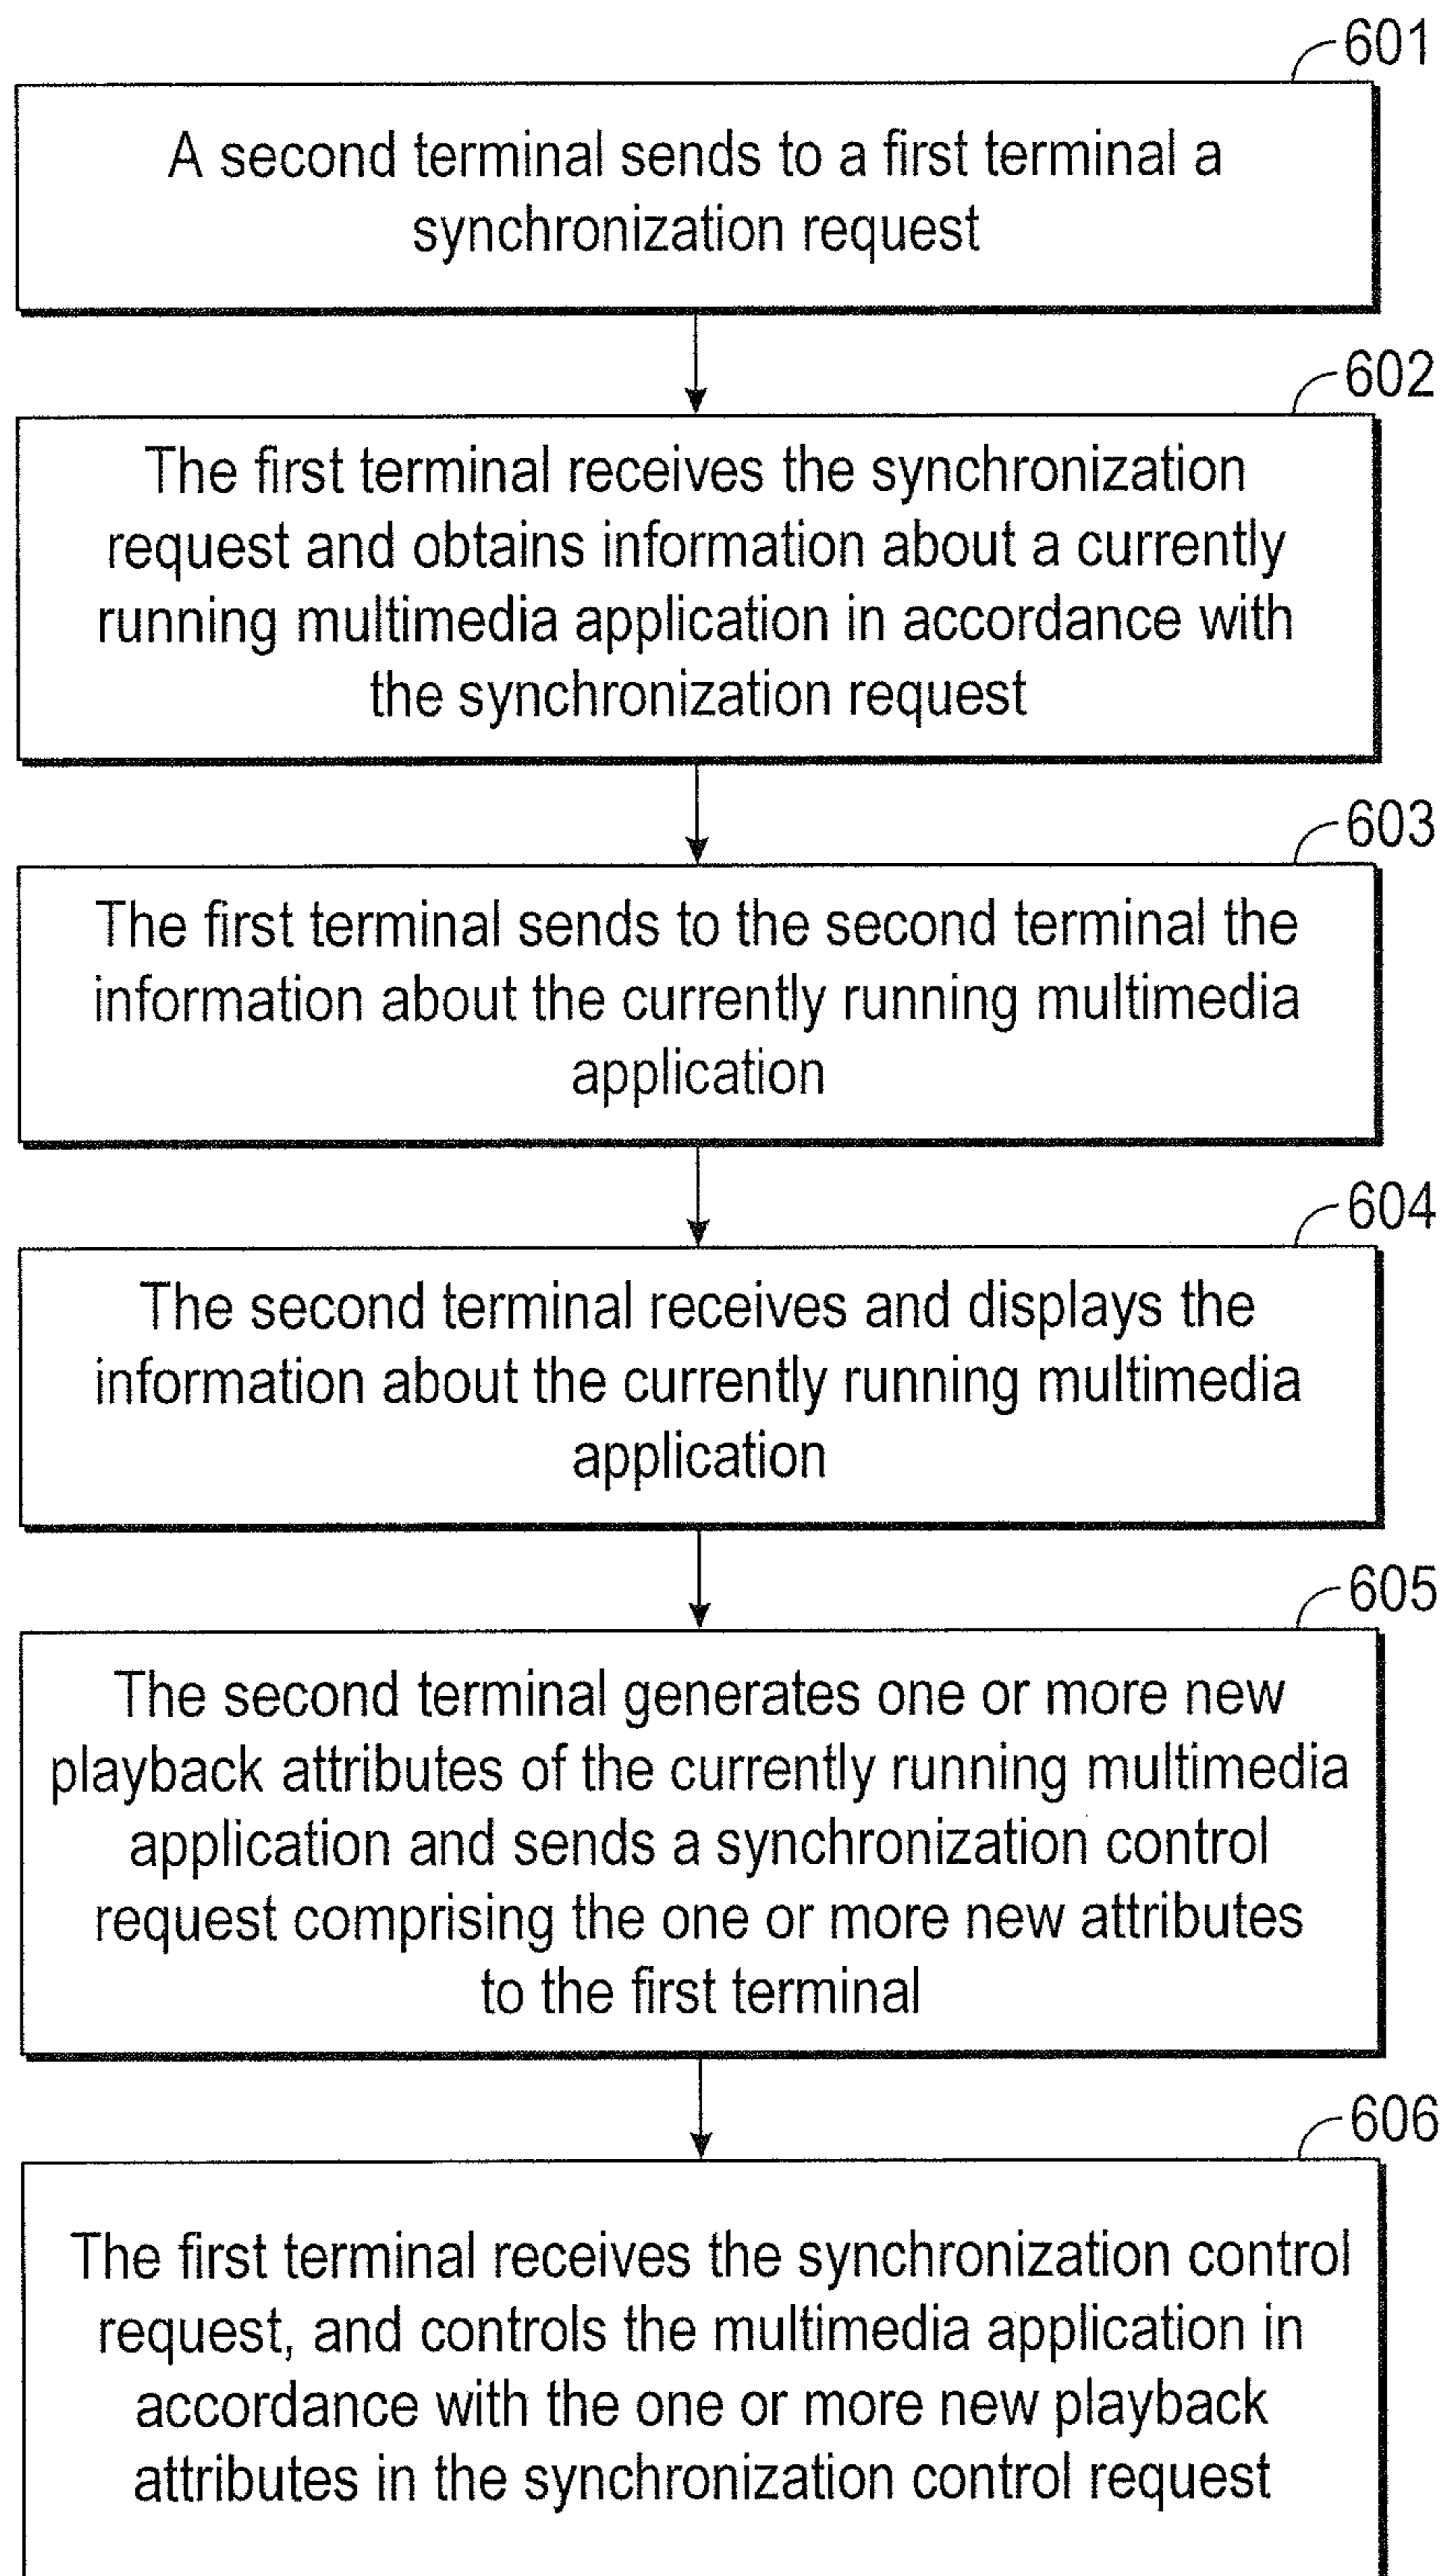 601
A second terminal sends to a first terminal a
synchronization request
602
The first terminal receives the synchronization
request and obtains information about a currently
running multimedia application in accordance with
the synchronization request
603
The first terminal sends to the second terminal the
information about the currently running multimedia
application
604
The second terminal receives and displays the
information about the currently running multimedia
application
605
The second terminal generates one or more new
playback attributes of the currently running multimedia
application and sends a synchronization control
request comprising the one or more new attributes
to the first terminal
606
The first terminal receives the synchronization control
request, and controls the multimedia application in
accordance with the one or more new playback
attributes in the synchronization control request